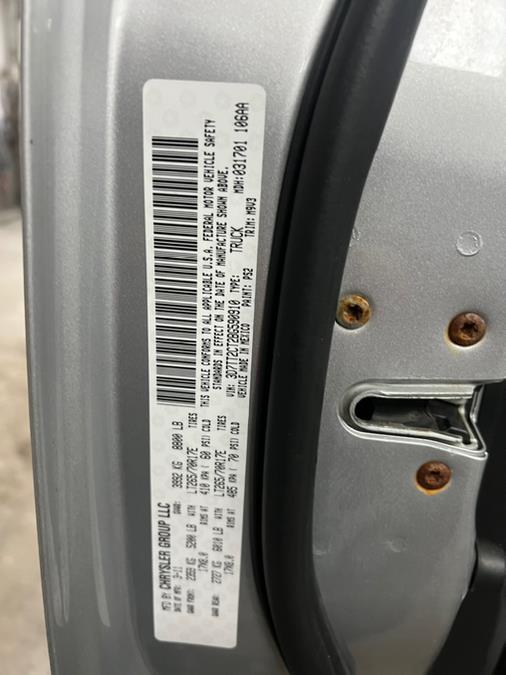 MFD BY: CHRYSLER GROUP LLC
DATE OF MFR: 3-11 GVWR: 3992 KG 8800 LB
GAWR FRONT: 2359 KG 5200 LB WITH TIRES
17X8.0 RIMS AT LT265/70R17E 410 KPA ( 60 PSI) COLD
GAWR REAR: 2727 KG 6010 LB WITH TIRES
17X8.0 RIMS AT LT265/70R17E 485 KPA ( 70 PSI) COLD
THIS VEHICLE CONFORMS TO ALL APPLICABLE U.S.A. FEDERAL MOTOR VEHICLE SAFETY
STANDARDS IN EFFECT ON THE DATE OF MANUFACTURE SHOWN ABOVE.
VIN: 3D7TT2CT2BG590910 TYPE: TRUCK MDH: 031701 106AA
VEHICLE MADE IN MEXICO PAINT: PS2 TRIM: M9V3